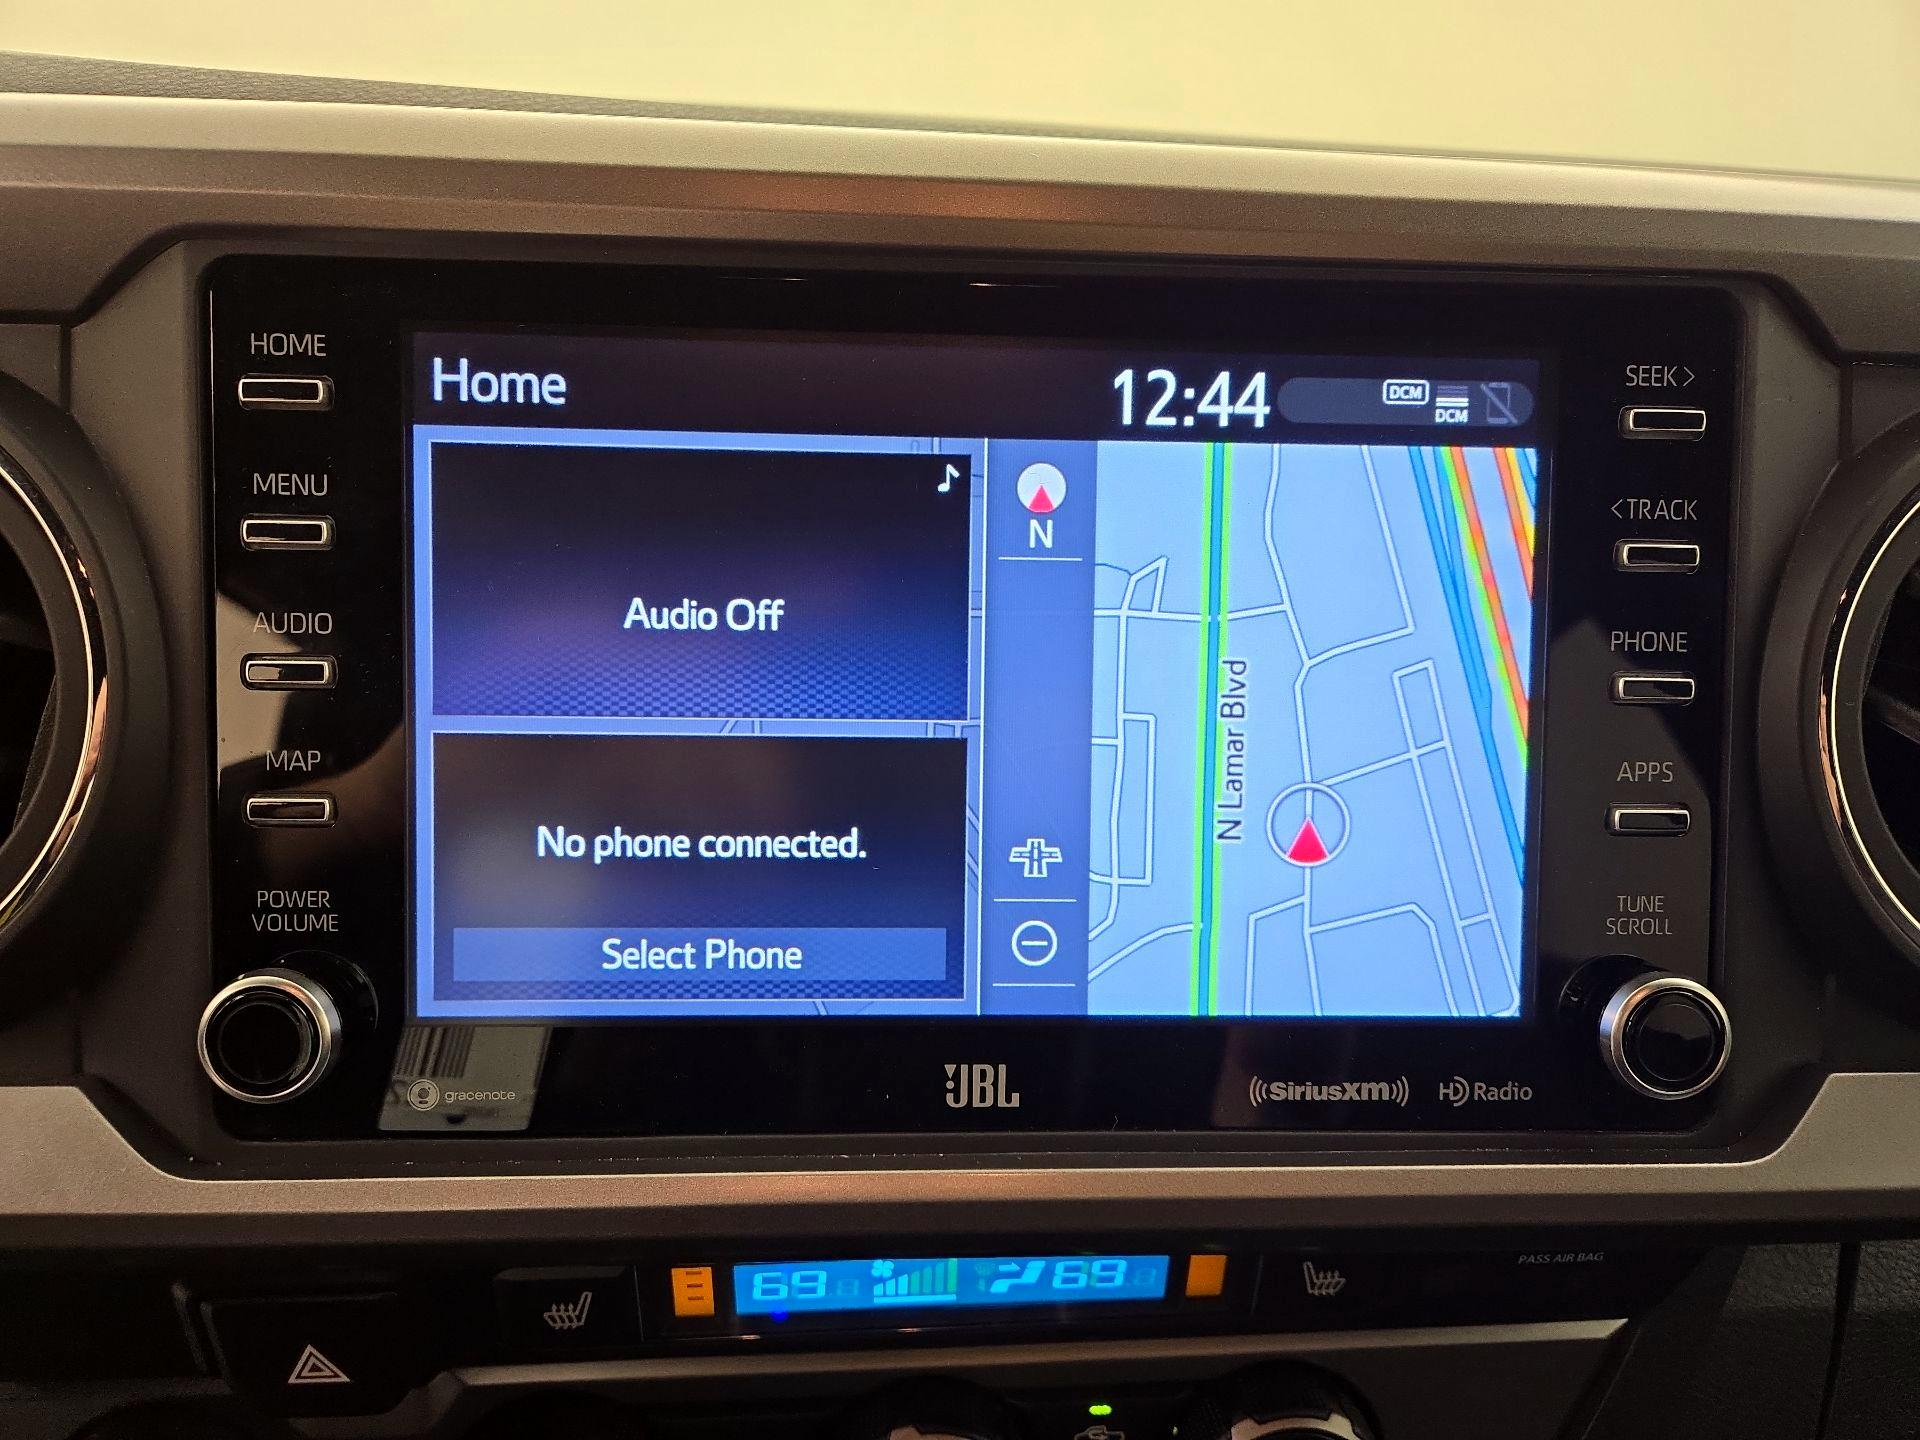 HOME
MENU
AUDIO
MAP
POWER
VOLUME
Home
12:44
DCM
DCM
Audio Off
No phone connected.
Select Phone
N
N Lamar Blvd
SEEK >
< TRACK
PHONE
APPS
TUNE
SCROLL
gracenote
JBL
((SiriusXM))
HD Radio
PASS AIR BAG
69
69